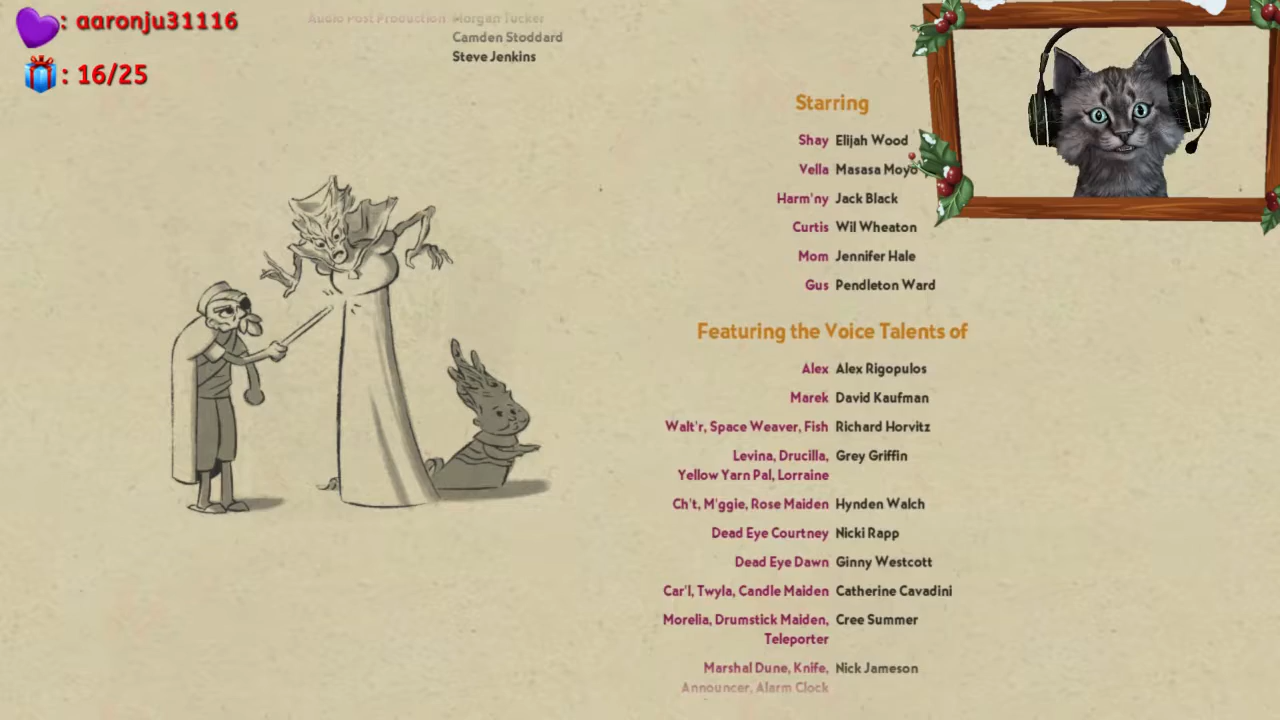 : aaronju31116
: 16/25
Audio Post Production Morgan Tucker
Camden Stoddard
Steve Jenkins
Starring
Shay Elijah Wood
Vella Masasa Moyo
Harm'ny Jack Black
Curtis Wil Wheaton
Mom Jennifer Hale
Gus Pendleton Ward
Featuring the Voice Talents of
Alex Alex Rigopulos
Marek David Kaufman
Walt'r, Space Weaver, Fish Richard Horvitz
Levina, Drucilla, Grey Griffin
Yellow Yarn Pal, Lorraine
Ch't, M'ggie, Rose Maiden Hynden Walch
Dead Eye Courtney Nicki Rapp
Dead Eye Dawn Ginny Westcott
Car'l, Twyla, Candle Maiden Catherine Cavadini
Morelia, Drumstick Maiden, Cree Summer
Teleporter
Marshal Dune, Knife, Nick Jameson
Announcer, Alarm Clock